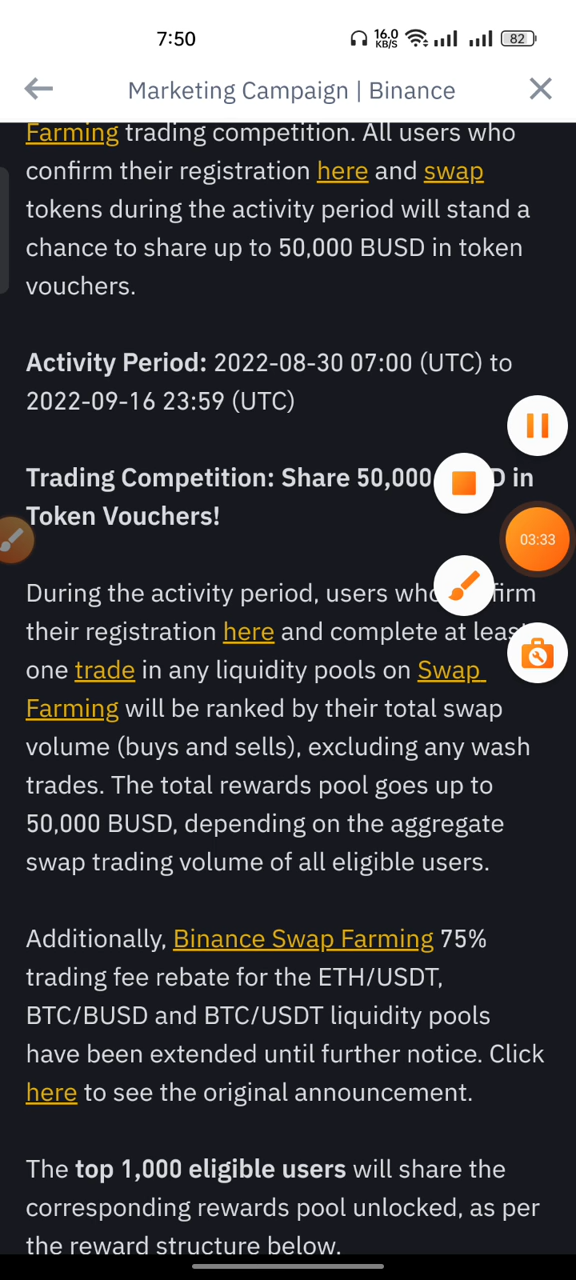 7:50
16.0
KB/S
82
Marketing Campaign | Binance
Farming trading competition. All users who
confirm their registration here and swap
tokens during the activity period will stand a
chance to share up to 50,000 BUSD in token
vouchers.
Activity Period: 2022-08-30 07:00 (UTC) to
2022-09-16 23:59 (UTC)
Trading Competition: Share 50,000 D in
Token Vouchers!
03:33
During the activity period, users who firm
their registration here and complete at leas
one trade in any liquidity pools on Swap
Farming will be ranked by their total swap
volume (buys and sells), excluding any wash
trades. The total rewards pool goes up to
50,000 BUSD, depending on the aggregate
swap trading volume of all eligible users.
Additionally, Binance Swap Farming 75%
trading fee rebate for the ETH/USDT,
BTC/BUSD and BTC/USDT liquidity pools
have been extended until further notice. Click
here to see the original announcement.
The top 1,000 eligible users will share the
corresponding rewards pool unlocked, as per
the reward structure below.